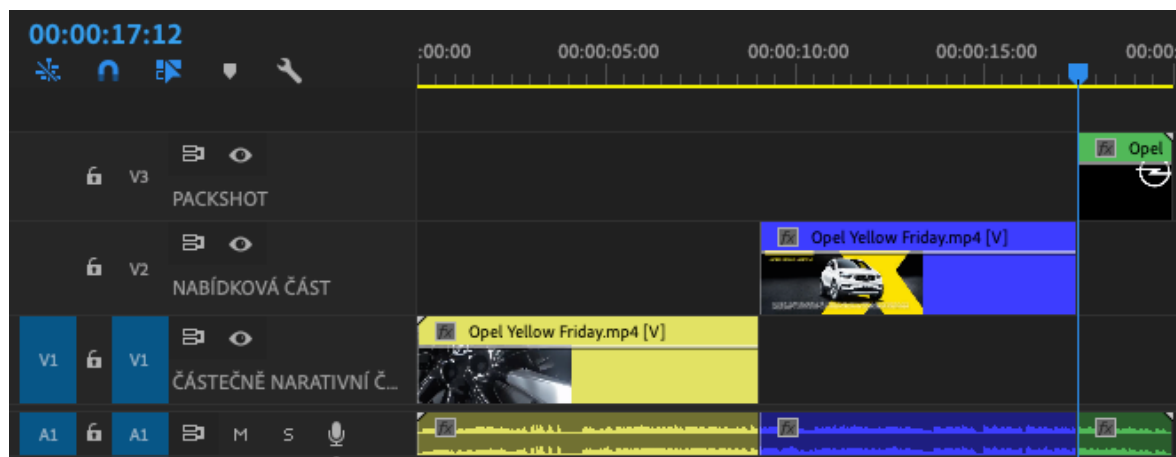 00:00:17:12
:00:00 00:00:05:00 00:00:10:00 00:00:15:00 00:00:
V3 fx Opel
PACKSHOT
V2 fx Opel Yellow Friday.mp4 [V]
NABÍDKOVÁ ČÁST
V1 V1 fx Opel Yellow Friday.mp4 [V]
ČÁSTEČNĚ NARATIVNÍ Č...
A1 A1 M S fx fx fx